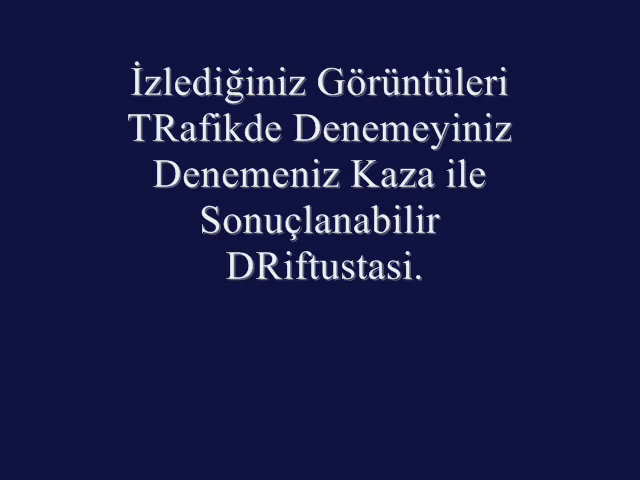 İzlediğiniz Görüntüleri
TRafikde Denemeyiniz
Denemeniz Kaza ile
Sonuçlanabilir
DRiftustasi.